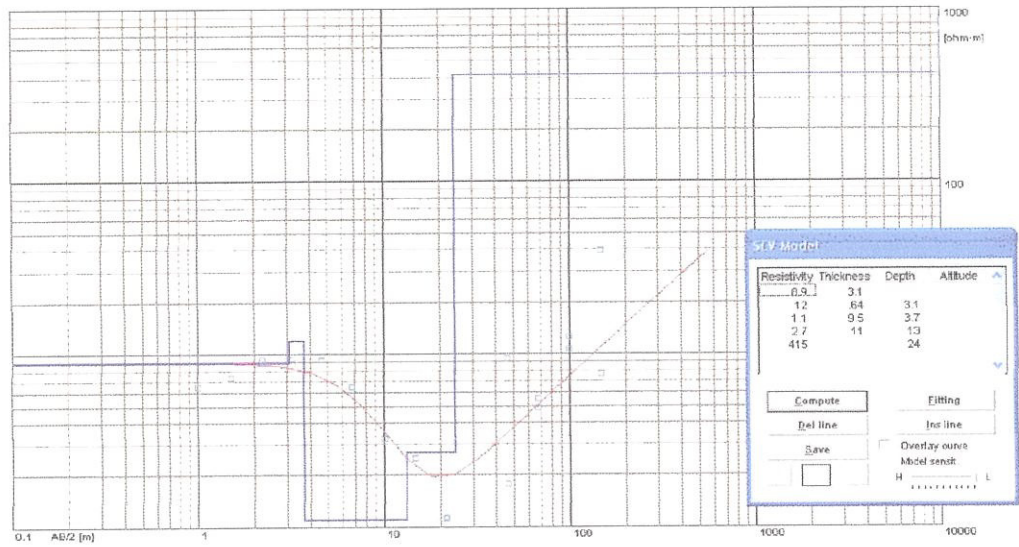 1000
[ohm·m]
100
SEV Model
Resistivity Thickness Depth Altitude
8.9 3.1
12 .64 3.1
1.1 9.5 3.7
2.7 11 13
415 24
Compute Fitting
Del line Ins line
Save Overlay curve
Model sensit.
H L
0.1 AB/2 [m] 1 10 100 1000 10000